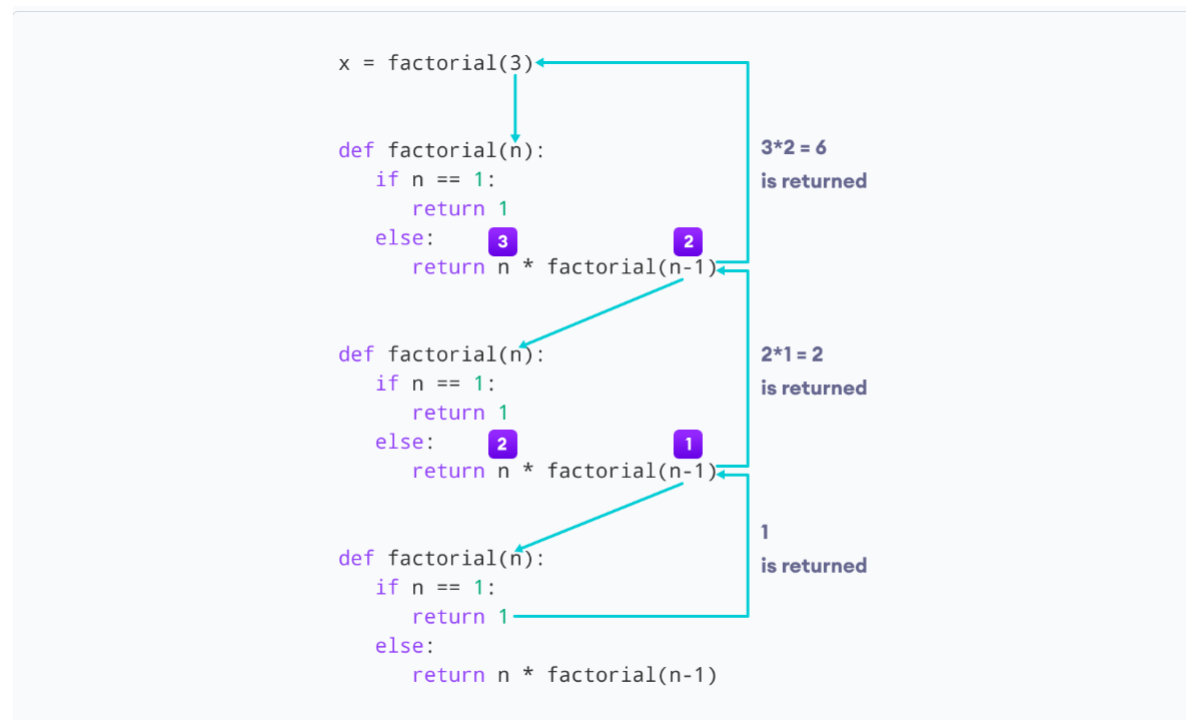 x = factorial(3)
def factorial(n):
if n == 1:
return 1
else:
3 2
return n * factorial(n-1)
3*2 = 6
is returned
def factorial(n):
if n == 1:
return 1
else:
2 1
return n * factorial(n-1)
2*1 = 2
is returned
def factorial(n):
if n == 1:
return 1
else:
return n * factorial(n-1)
1
is returned